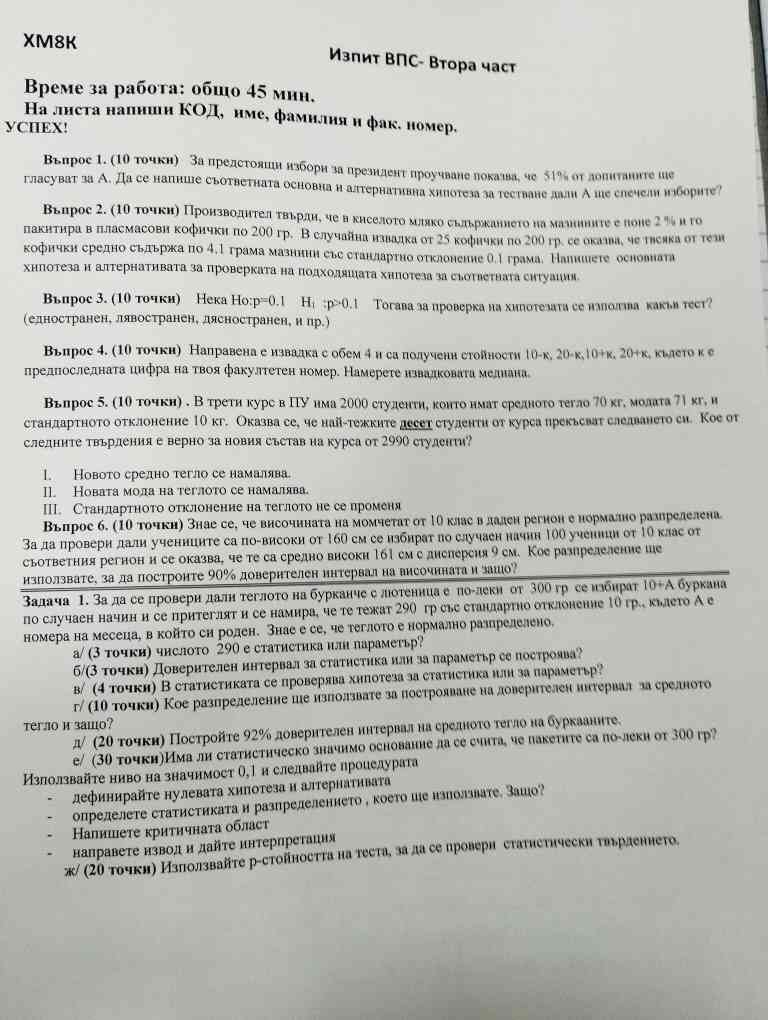 ХМ8К
Изпит ВПС- Втора част
Време за работа: общо 45 мин.
На листа напиши КОД, име, фамилия и фак. номер.
УСПЕХ!
Въпрос 1. (10 точки) За предстоящи избори за президент проучване показва, че 51% от допитаните ще
гласуват за А. Да се напише съответната основна и алтернативна хипотеза за тестване дали А ще спечели изборите?
Въпрос 2. (10 точки) Производител твърди, че в киселото мляко съдържанието на мазнините е поне 2 % и го
пакитира в пласмасови кофички по 200 гр. В случайна извадка от 25 кофички по 200 гр. се оказва, че твсяка от тези
кофички средно съдържа по 4.1 грама мазнини със стандартно отклонение 0.1 грама. Напишете основната
хипотеза и алтернативата за проверката на подходящата хипотеза за съответната ситуация.
Въпрос 3. (10 точки) Нека Но:р=0.1 H₁ :р>0.1 Тогава за проверка на хипотезата се използва какъв тест?
(едностранен, лявостранен, дясностранен, и пр.)
Въпрос 4. (10 точки) Направена е извадка с обем 4 и са получени стойности 10-к, 20-к,10+к, 20+к, където к е
предпоследната цифра на твоя факултетен номер. Намерете извадковата медиана.
Въпрос 5. (10 точки) . В трети курс в ПУ има 2000 студенти, които имат средното тегло 70 кг, модата 71 кг, и
стандартното отклонение 10 кг. Оказва се, че най-тежките десет студенти от курса прекъсват следването си. Кое от
следните твърдения е верно за новия състав на курса от 2990 студенти?
I. Новото средно тегло се намалява.
II. Новата мода на теглото се намалява.
III. Стандартното отклонение на теглото не се променя
Въпрос 6. (10 точки) Знае се, че височината на момчетат от 10 клас в даден регион е нормално разпределена.
За да провери дали учениците са по-високи от 160 см се избират по случаен начин 100 ученици от 10 клас от
съответния регион и се оказва, че те са средно високи 161 см с дисперсия 9 см. Кое разпределение ще
използвате, за да построите 90% доверителен интервал на височината и защо?
Задача 1. За да се провери дали теглото на бурканче с лютеница е по-леки от 300 гр се избират 10+А буркана
по случаен начин и се притеглят и се намира, че те тежат 290 гр със стандартно отклонение 10 гр., където А е
номера на месеца, в който си роден. Знае е се, че теглото е нормално разпределено.
а/ (3 точки) числото 290 е статистика или параметър?
б/(3 точки) Доверителен интервал за статистика или за параметър се построява?
в/ (4 точки) В статистиката се проверява хипотеза за статистика или за параметър?
г/ (10 точки) Кое разпределение ще използвате за построяване на доверителен интервал за средното
тегло и защо?
д/ (20 точки) Постройте 92% доверителен интервал на средното тегло на буркааните.
е/ (30 точки)Има ли статистическо значимо основание да се счита, че пакетите са по-леки от 300 гр?
Използвайте ниво на значимост 0,1 и следвайте процедурата
- дефинирайте нулевата хипотеза и алтернативата
- определете статистиката и разпределението , което ще използвате. Защо?
- Напишете критичната област
- направете извод и дайте интерпретация
ж/ (20 точки) Използвайте р-стойността на теста, за да се провери статистически твърдението.